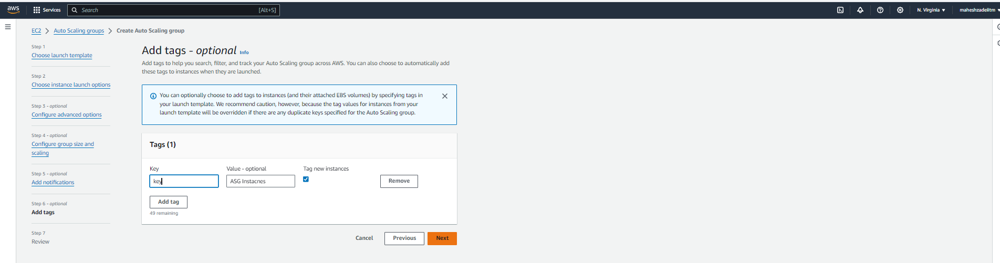 aws Services Search [Alt+S] N. Virginia maheshzadeiitm
EC2 Auto Scaling groups Create Auto Scaling group
Step 1
Choose launch template
Step 2
Choose instance launch options
Step 3 - optional
Configure advanced options
Step 4 - optional
Configure group size and
scaling
Step 5 - optional
Add notifications
Step 6 - optional
Add tags
Step 7
Review
Add tags - optional Info
Add tags to help you search, filter, and track your Auto Scaling group across AWS. You can also choose to automatically add
these tags to instances when they are launched.
You can optionally choose to add tags to instances (and their attached EBS volumes) by specifying tags in
your launch template. We recommend caution, however, because the tag values for instances from your
launch template will be overridden if there are any duplicate keys specified for the Auto Scaling group.
Tags (1)
Key Value - optional Tag new instances
key ASG Instacnes Remove
Add tag
49 remaining
Cancel Previous Next